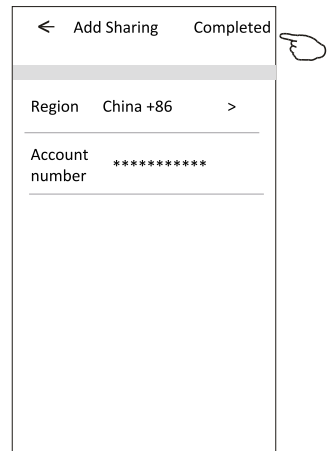 ← Add Sharing Completed
Region China +86 >
Account
number ***********